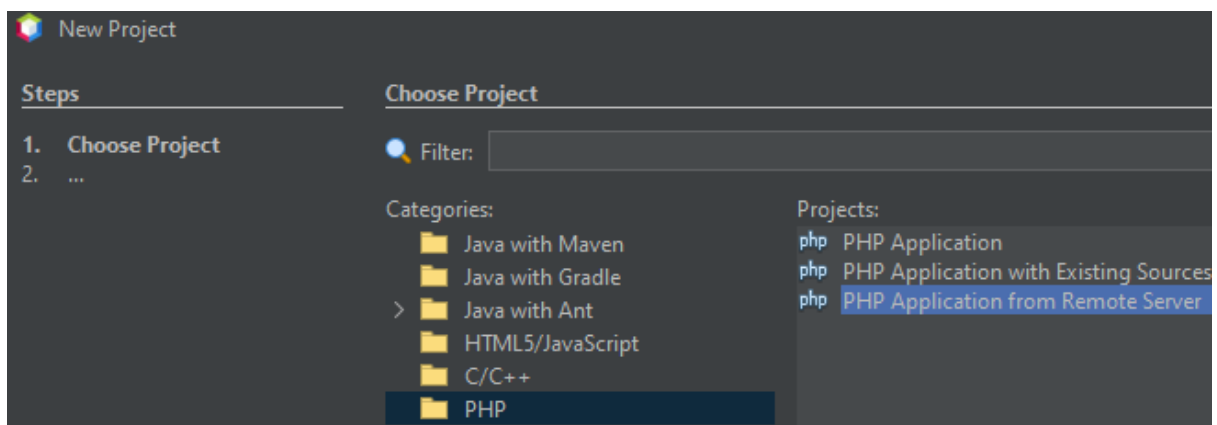 New Project
Steps
1. Choose Project
2. ...
Choose Project
Filter:
Categories:
Java with Maven
Java with Gradle
Java with Ant
HTML5/JavaScript
C/C++
PHP
Projects:
php PHP Application
php PHP Application with Existing Sources
php PHP Application from Remote Server